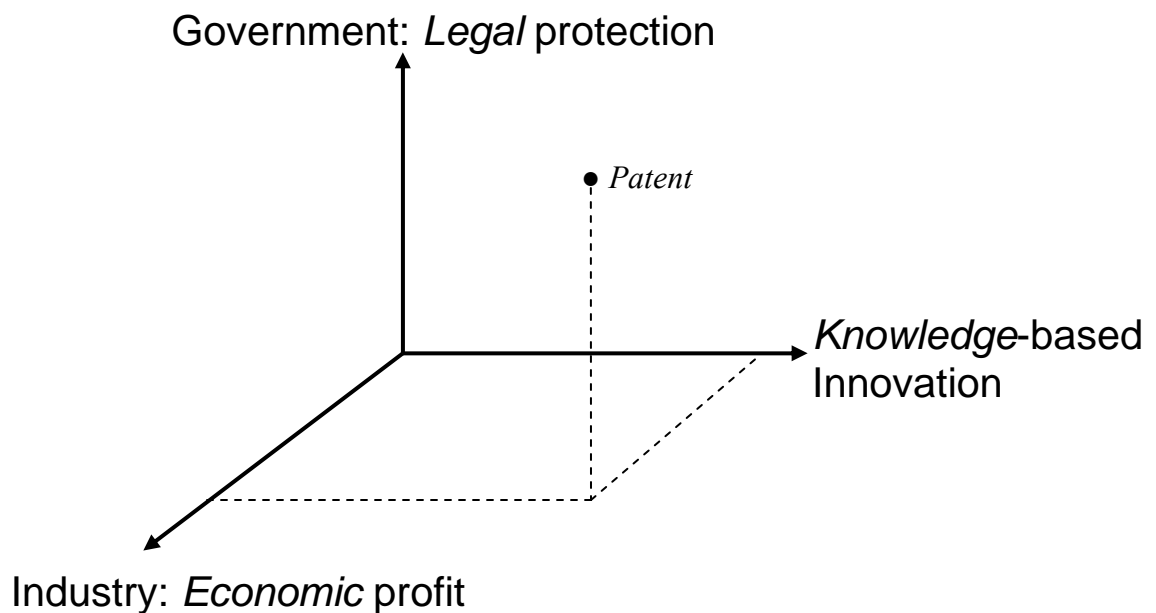 Government: Legal protection
Patent
Knowledge-based
Innovation
Industry: Economic profit